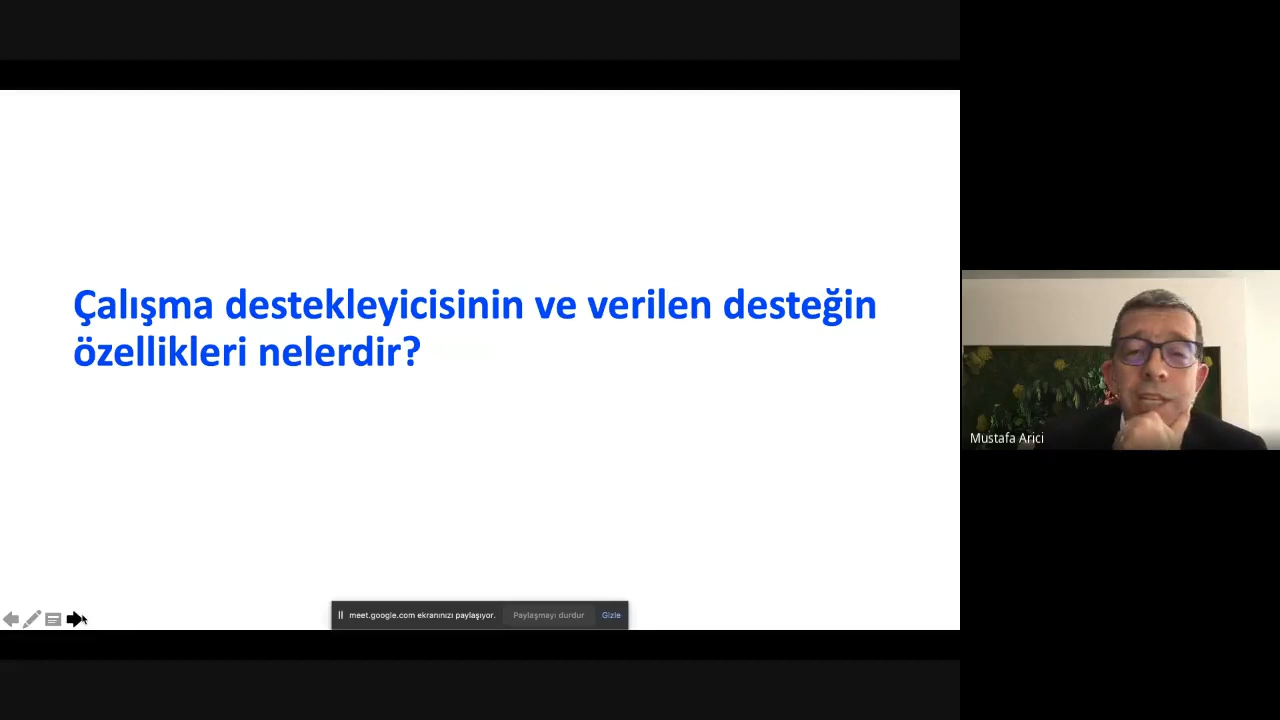 Çalışma destekleyicisinin ve verilen desteğin
özellikleri nelerdir?
Mustafa Arici
meet.google.com ekranınızı paylaşıyor. Paylaşmayı durdur Gizle